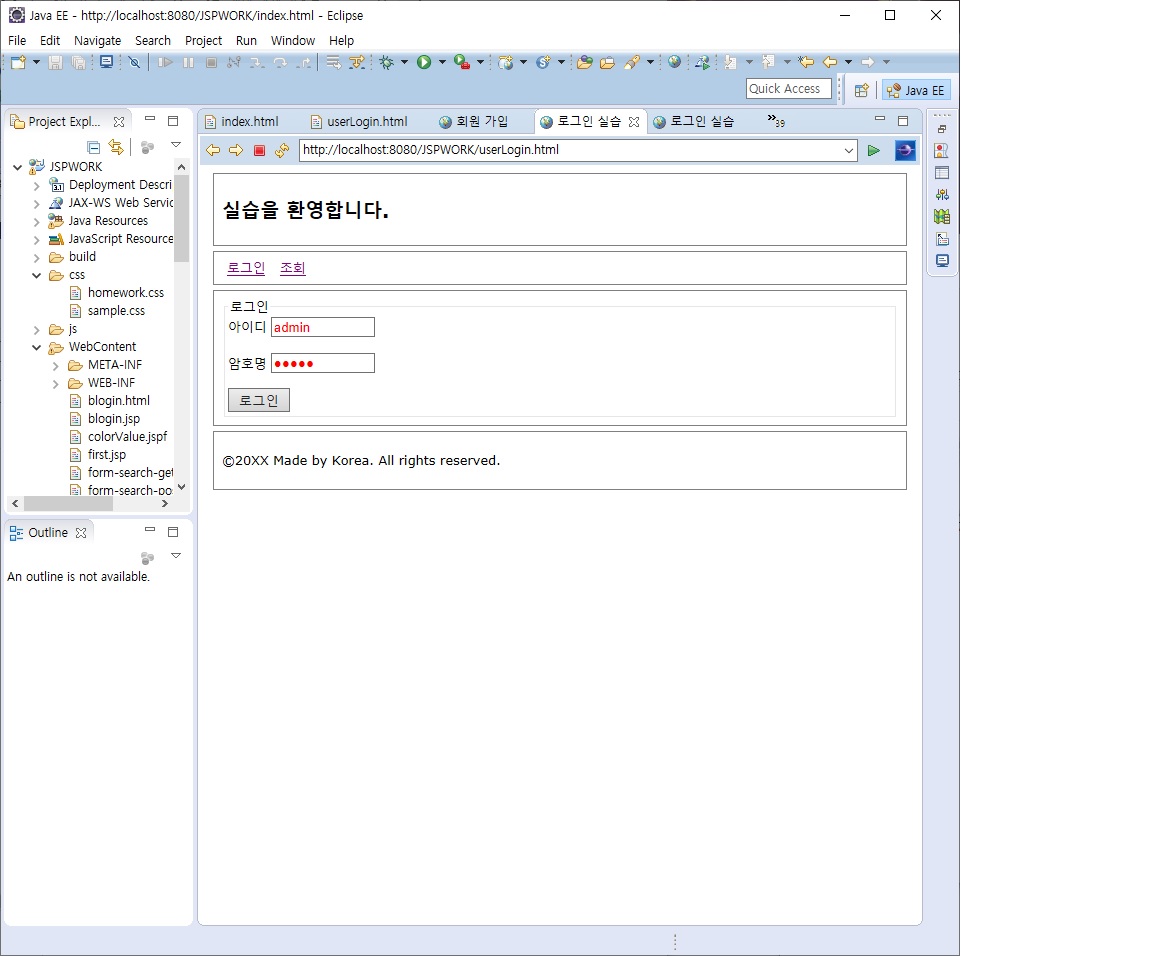 Java EE - http://localhost:8080/JSPWORK/index.html - Eclipse
File Edit Navigate Search Project Run Window Help
Quick Access
Java EE
Project Expl...
JSPWORK
Deployment Descri
JAX-WS Web Servic
Java Resources
JavaScript Resource
build
css
homework.css
sample.css
js
WebContent
META-INF
WEB-INF
blogin.html
blogin.jsp
colorValue.jspf
first.jsp
form-search-get
form-search-po
Outline
An outline is not available.
index.html userLogin.html 회원 가입 로그인 실습 로그인 실습 »39
http://localhost:8080/JSPWORK/userLogin.html
실습을 환영합니다.
로그인 조회
로그인
아이디 admin
암호명 ●●●●●
로그인
©20XX Made by Korea. All rights reserved.